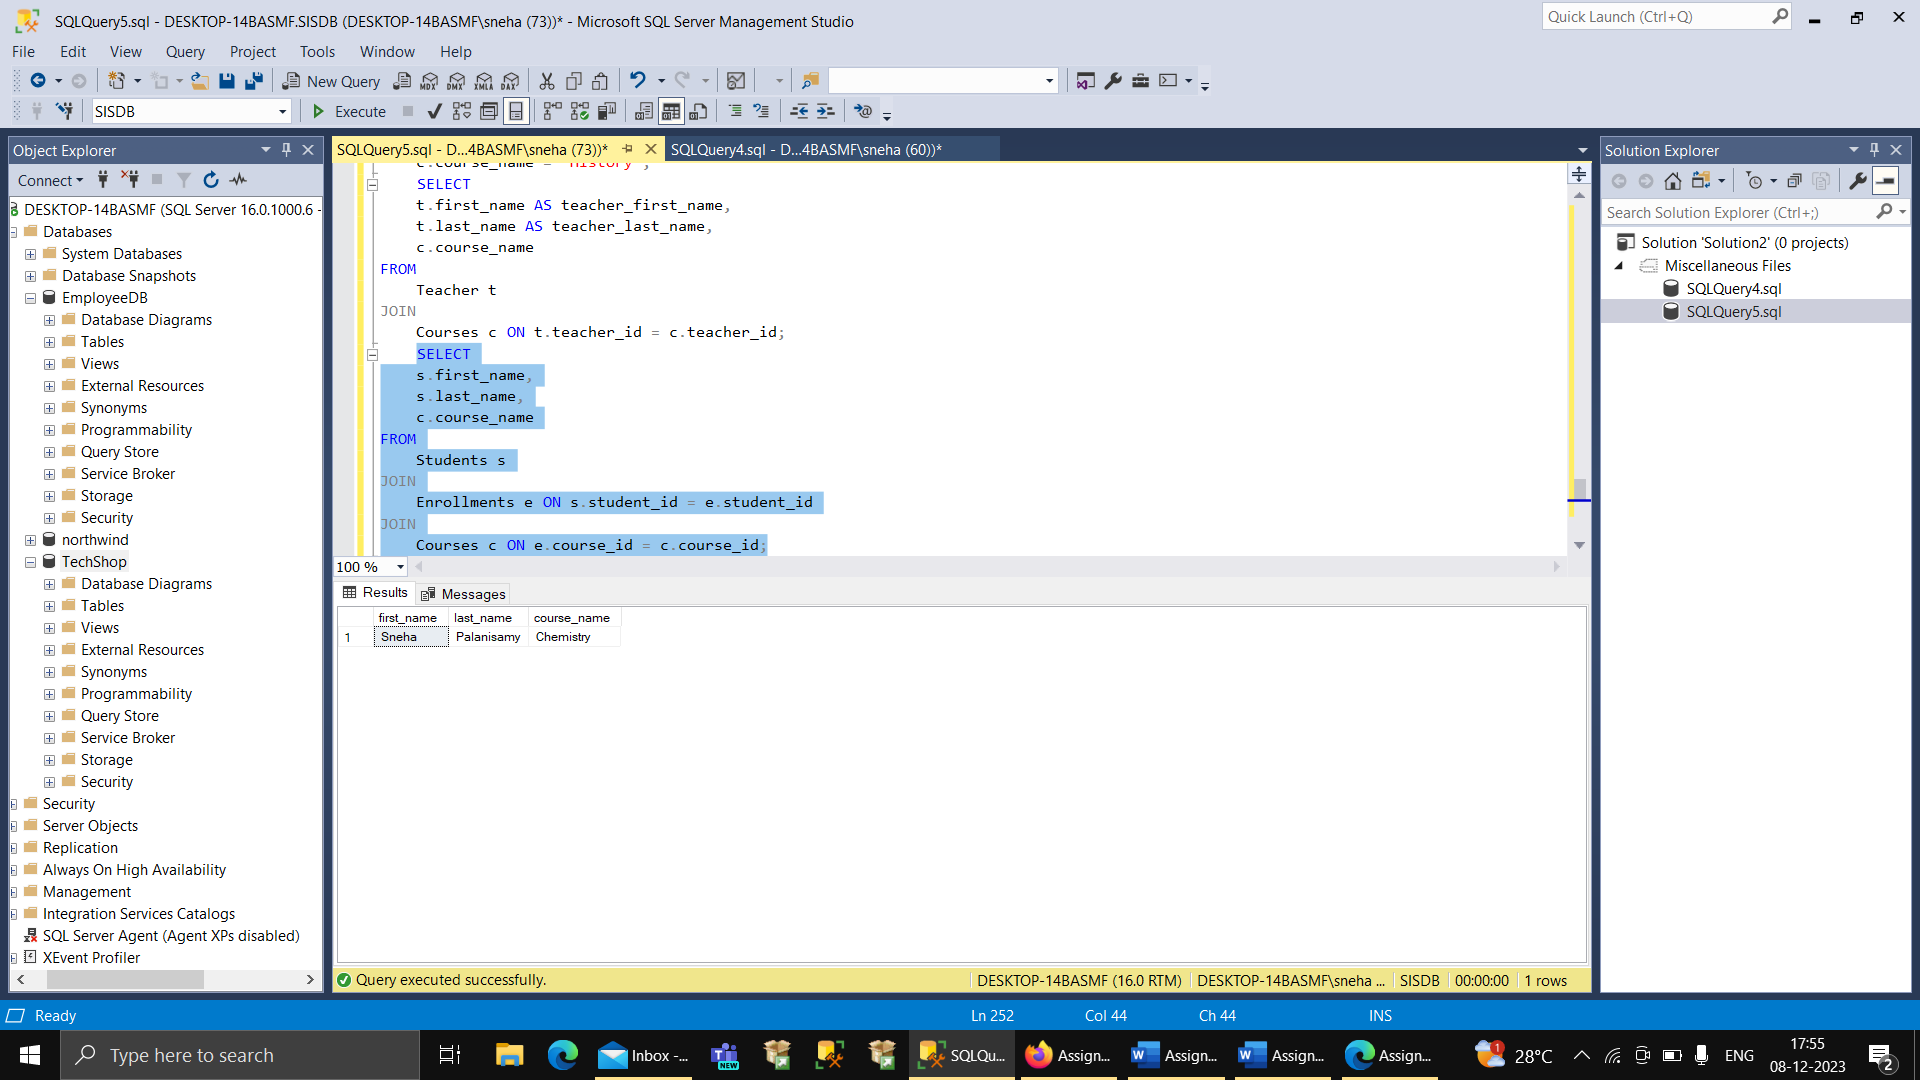 SQLQuery5.sql - DESKTOP-14BASMF.SISDB (DESKTOP-14BASMF\sneha (73))* - Microsoft SQL Server Management Studio
Quick Launch (Ctrl+Q)
File Edit View Query Project Tools Window Help
New Query
MDX DMX XMLA DAX
SISDB
Execute
Object Explorer
Connect
DESKTOP-14BASMF (SQL Server 16.0.1000.6 -
Databases
System Databases
Database Snapshots
EmployeeDB
Database Diagrams
Tables
Views
External Resources
Synonyms
Programmability
Query Store
Service Broker
Storage
Security
northwind
TechShop
Database Diagrams
Tables
Views
External Resources
Synonyms
Programmability
Query Store
Service Broker
Storage
Security
Security
Server Objects
Replication
Always On High Availability
Management
Integration Services Catalogs
SQL Server Agent (Agent XPs disabled)
XEvent Profiler
SQLQuery5.sql - D...4BASMF\sneha (73))*
SQLQuery4.sql - D...4BASMF\sneha (60))*
c.course_name = 'History';
SELECT
t.first_name AS teacher_first_name,
t.last_name AS teacher_last_name,
c.course_name
FROM
Teacher t
JOIN
Courses c ON t.teacher_id = c.teacher_id;
SELECT
s.first_name,
s.last_name,
c.course_name
FROM
Students s
JOIN
Enrollments e ON s.student_id = e.student_id
JOIN
Courses c ON e.course_id = c.course_id;
100 %
Results Messages
first_name last_name course_name
1 Sneha Palanisamy Chemistry
Query executed successfully.
DESKTOP-14BASMF (16.0 RTM) DESKTOP-14BASMF\sneha ... SISDB 00:00:00 1 rows
Solution Explorer
Search Solution Explorer (Ctrl+;)
Solution 'Solution2' (0 projects)
Miscellaneous Files
SQLQuery4.sql
SQLQuery5.sql
Ready
Ln 252 Col 44 Ch 44 INS
Type here to search
Inbox -...
NEW
SQLQu...
Assign...
Assign...
Assign...
Assign...
1
28°C
ENG
17:55
08-12-2023
2